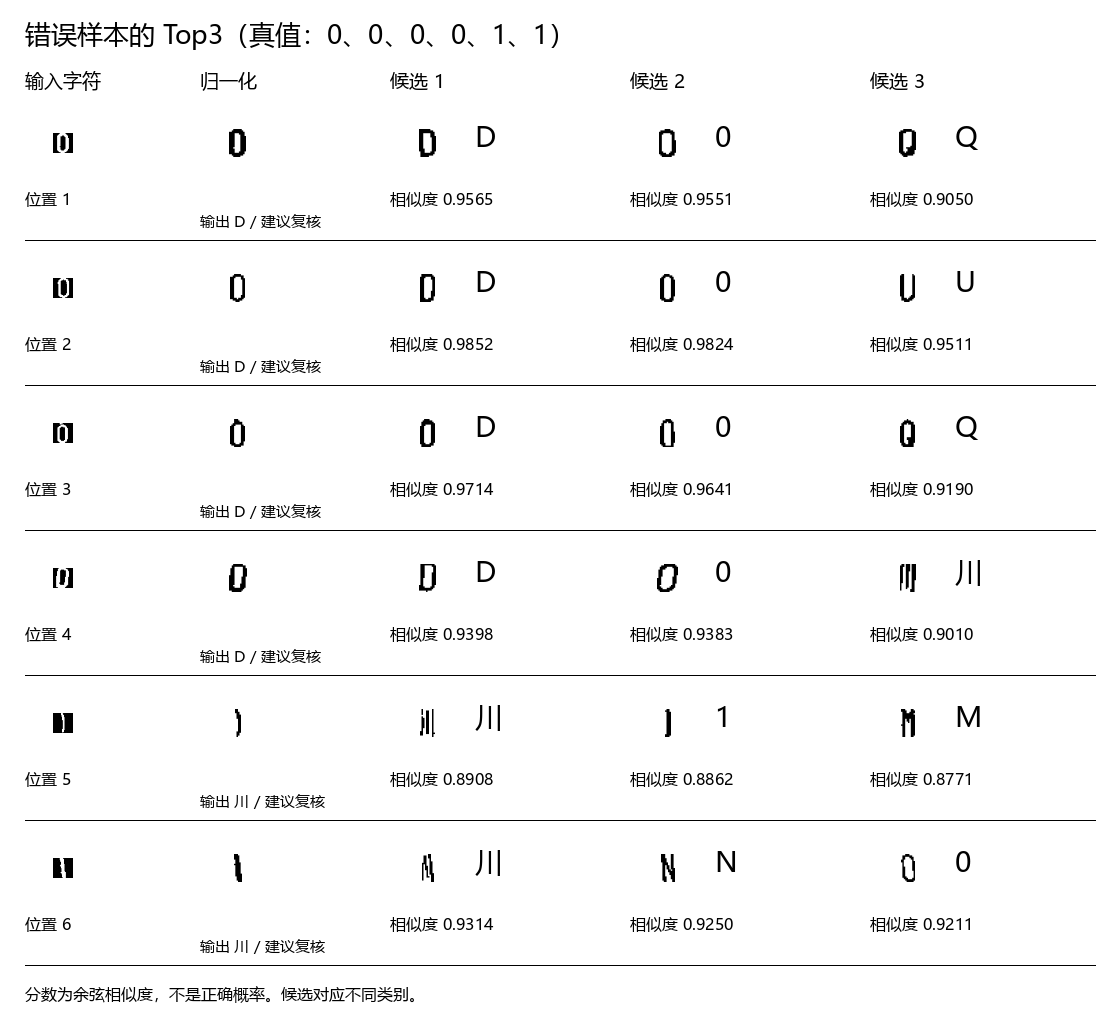 错误样本的 Top3（真值：0、0、0、0、1、1）
输入字符 归一化 候选 1 候选 2 候选 3
D 0 Q
位置 1 相似度 0.9565 相似度 0.9551 相似度 0.9050
输出 D / 建议复核
D 0 U
位置 2 相似度 0.9852 相似度 0.9824 相似度 0.9511
输出 D / 建议复核
D 0 Q
位置 3 相似度 0.9714 相似度 0.9641 相似度 0.9190
输出 D / 建议复核
D 0 川
位置 4 相似度 0.9398 相似度 0.9383 相似度 0.9010
输出 D / 建议复核
川 1 M
位置 5 相似度 0.8908 相似度 0.8862 相似度 0.8771
输出 川 / 建议复核
川 N 0
位置 6 相似度 0.9314 相似度 0.9250 相似度 0.9211
输出 川 / 建议复核
分数为余弦相似度，不是正确概率。候选对应不同类别。